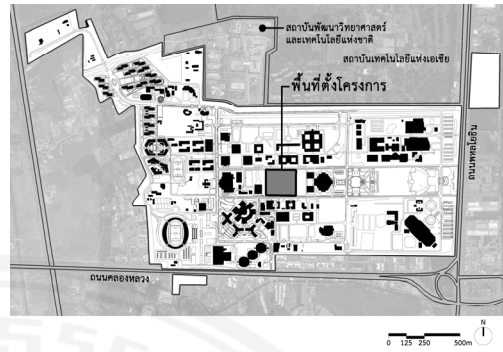 สถาบันพัฒนาวิทยาศาสตร์
และเทคโนโลยีแห่งชาติ
สถาบันเทคโนโลยีแห่งเอเชีย
พื้นที่ตั้งโครงการ
ถนนพหลโยธิน
ถนนคลองหลวง
N
0 125 250 500m